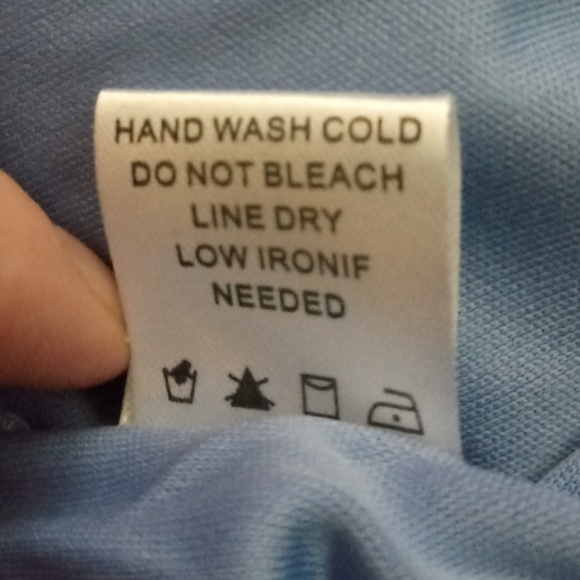 HAND WASH COLD
DO NOT BLEACH
LINE DRY
LOW IRONIF
NEEDED